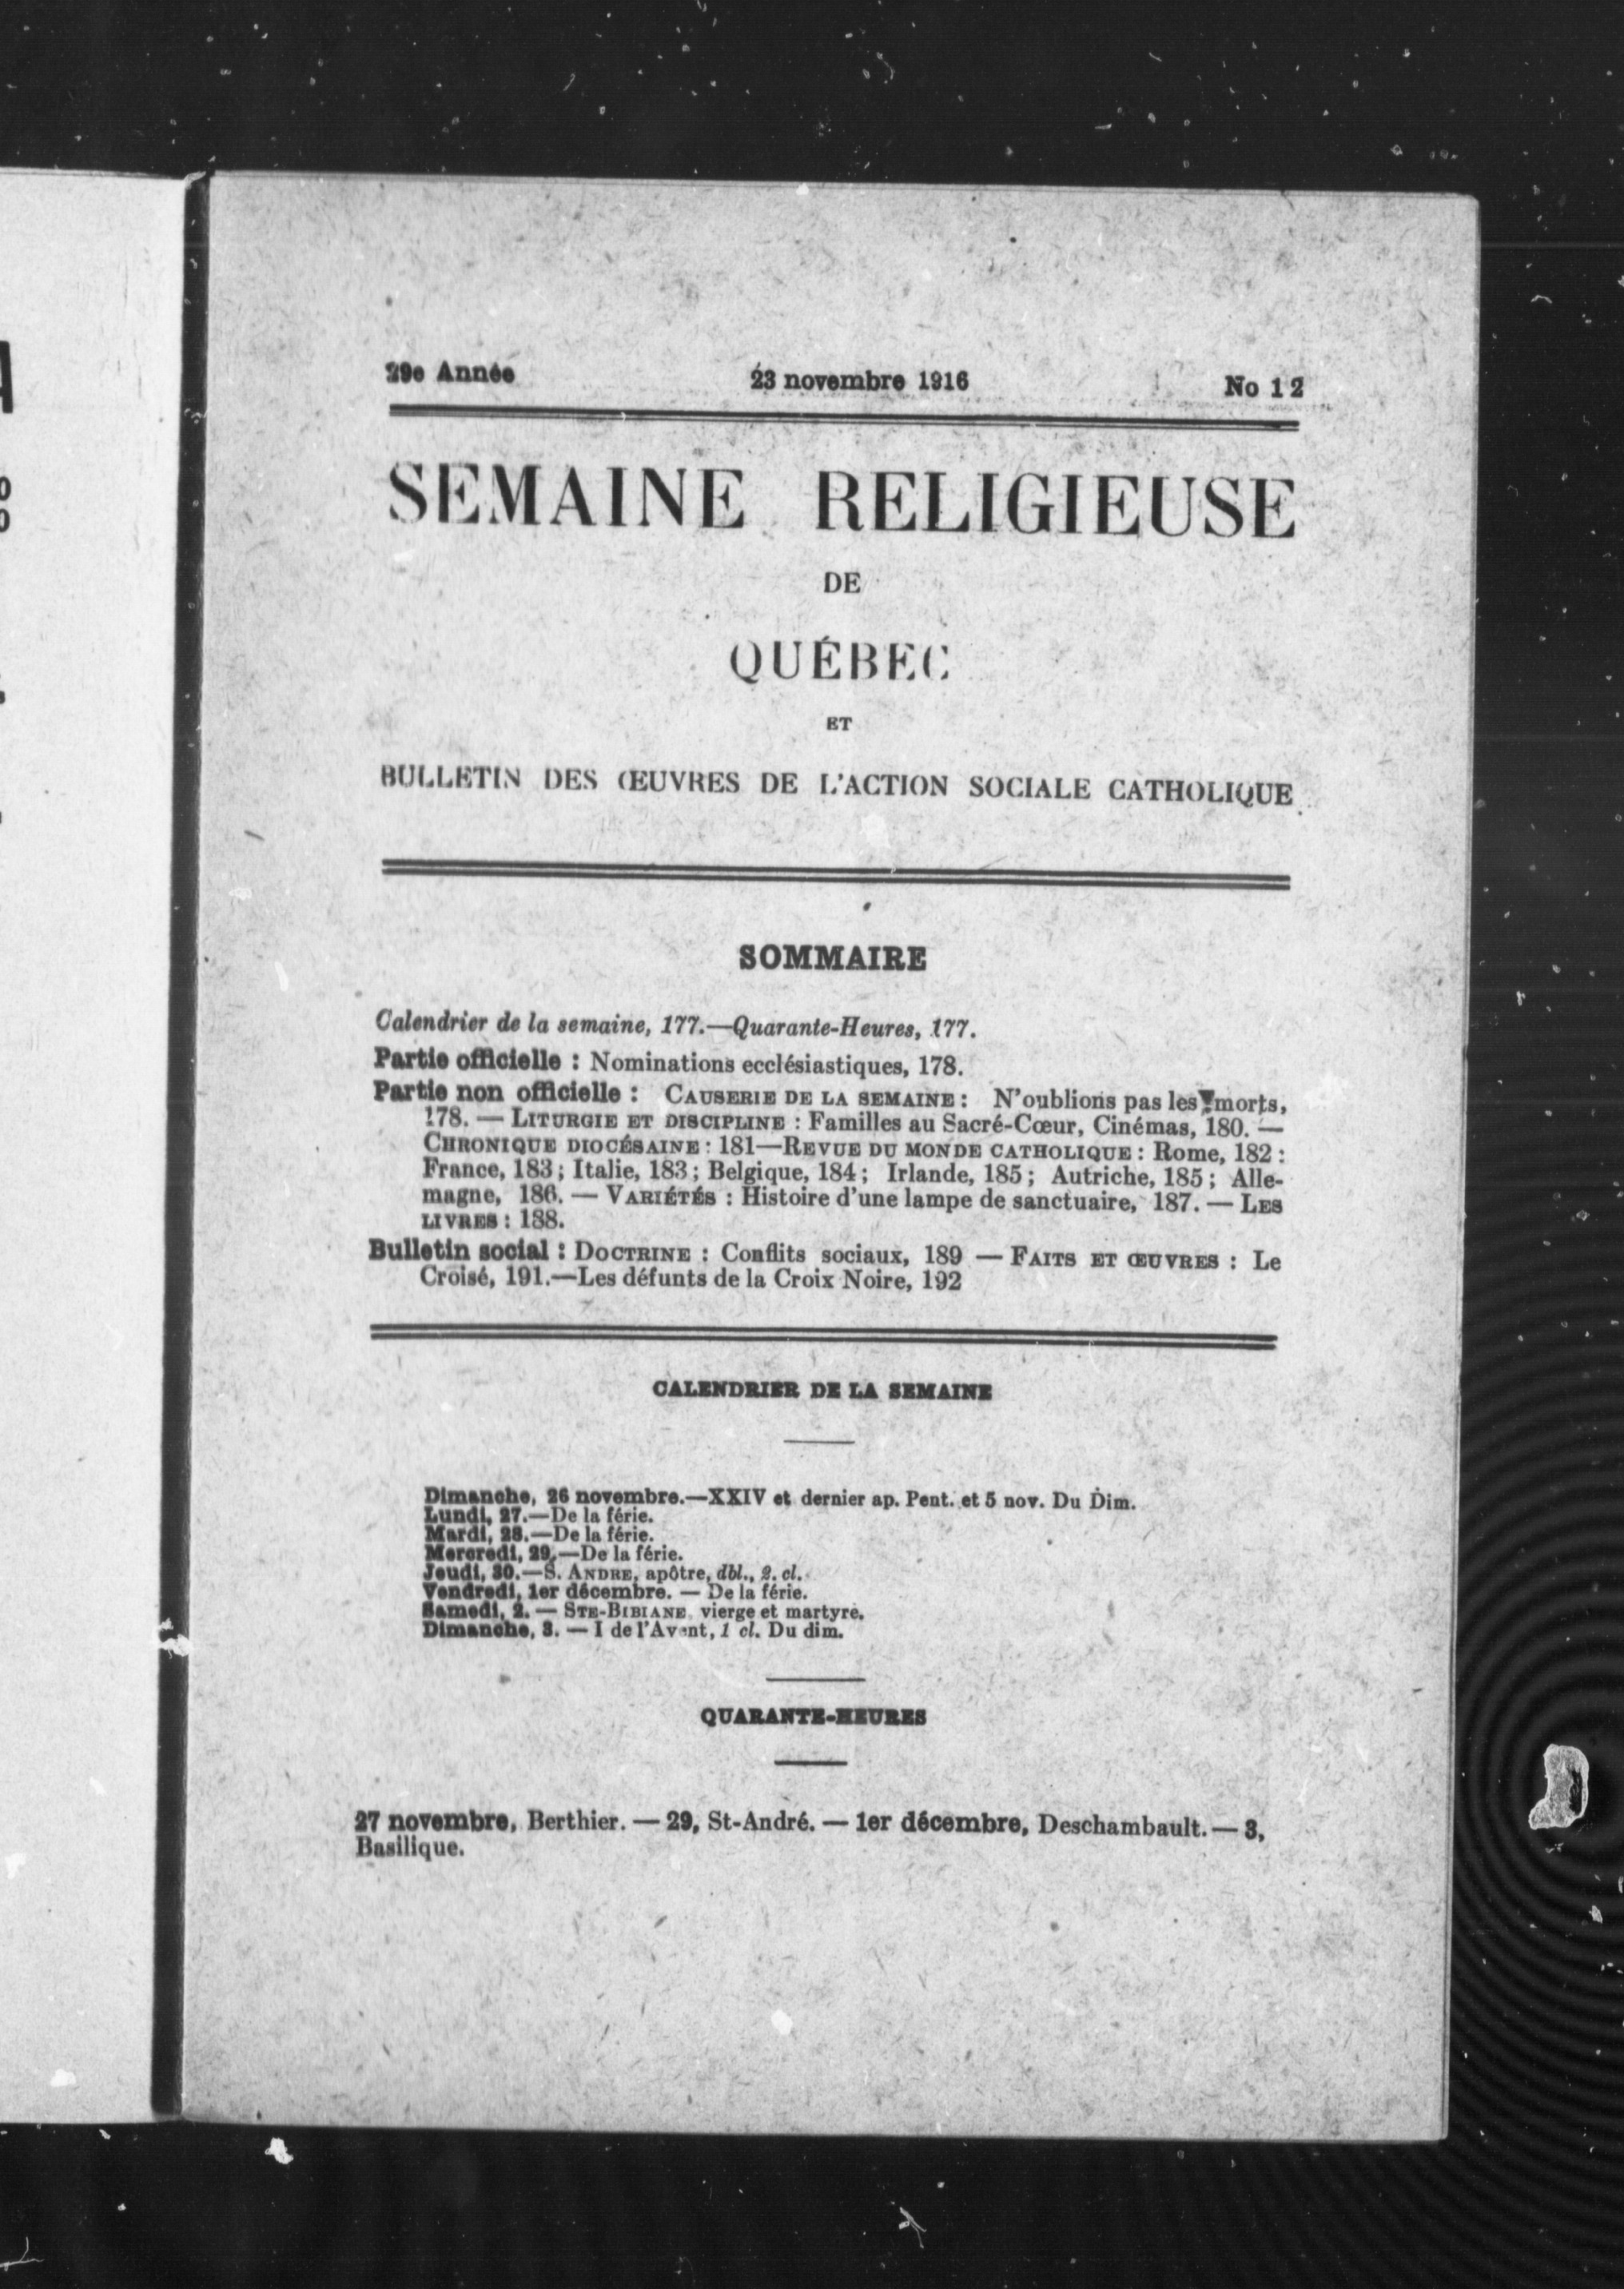 29e Année 23 novembre 1916 No 12
SEMAINE RELIGIEUSE
DE
QUÉBEC
ET
BULLETIN DES ŒUVRES DE L'ACTION SOCIALE CATHOLIQUE
SOMMAIRE
Calendrier de la semaine, 177.—Quarante-Heures, 177.
Partie officielle : Nominations ecclésiastiques, 178.
Partie non officielle : CAUSERIE DE LA SEMAINE : N'oublions pas les morts,
178. — LITURGIE ET DISCIPLINE : Familles au Sacré-Cœur, Cinémas, 180. —
CHRONIQUE DIOCÉSAINE : 181—REVUE DU MONDE CATHOLIQUE : Rome, 182 :
France, 183 ; Italie, 183 ; Belgique, 184 ; Irlande, 185 ; Autriche, 185 ; Alle-
magne, 186. — VARIÉTÉS : Histoire d'une lampe de sanctuaire, 187. — LES
LIVRES : 188.
Bulletin social : DOCTRINE : Conflits sociaux, 189 — FAITS ET ŒUVRES : Le
Croisé, 191.—Les défunts de la Croix Noire, 192
CALENDRIER DE LA SEMAINE
Dimanche, 26 novembre.—XXIV et dernier ap. Pent. et 5 nov. Du Dim.
Lundi, 27.—De la férie.
Mardi, 28.—De la férie.
Mercredi, 29.—De la férie.
Jeudi, 30.—S. ANDRE, apôtre, dbl., 2. cl.
Vendredi, 1er décembre. — De la férie.
Samedi, 2. — STE-BIBIANE, vierge et martyre.
Dimanche, 3. — I de l'Avent, 1 cl. Du dim.
QUARANTE-HEURES
27 novembre, Berthier. — 29, St-André. — 1er décembre, Deschambault. — 3,
Basilique.